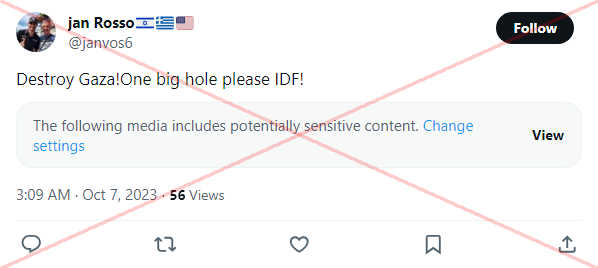 jan Rosso🇮🇱🇬🇷🇺🇸
@janvos6
Follow
Destroy Gaza!One big hole please IDF!
The following media includes potentially sensitive content. Change
settings
View
3:09 AM · Oct 7, 2023 · 56 Views